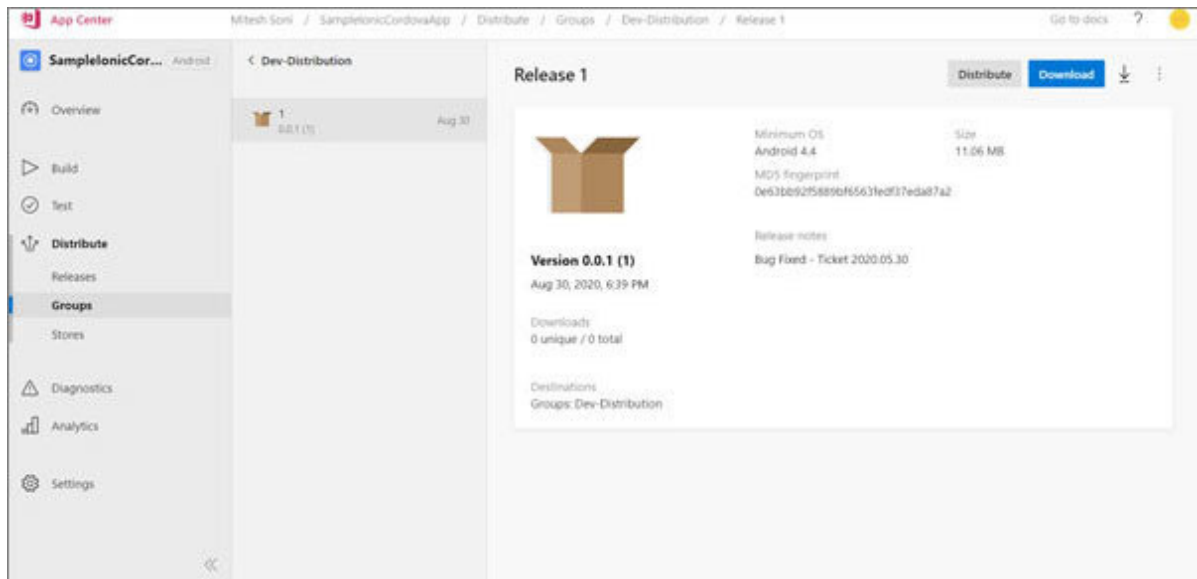 App Center
Mitesh Soni / SampleIonicCordovaApp / Distribute / Groups / Dev-Distribution / Release 1
Go to docs ?
SampleIonicCor... Android
Overview
Build
Test
Distribute
Releases
Groups
Stores
Diagnostics
Analytics
Settings
Dev-Distribution
1
0.0.1 (1)
Aug 30
Release 1
Distribute
Download
Version 0.0.1 (1)
Aug 30, 2020, 6:39 PM
Downloads
0 unique / 0 total
Destinations
Groups: Dev-Distribution
Minimum OS
Android 4.4
Size
11.06 MB
MD5 fingerprint
Release notes
Bug Fixed - Ticket 2020.05.30